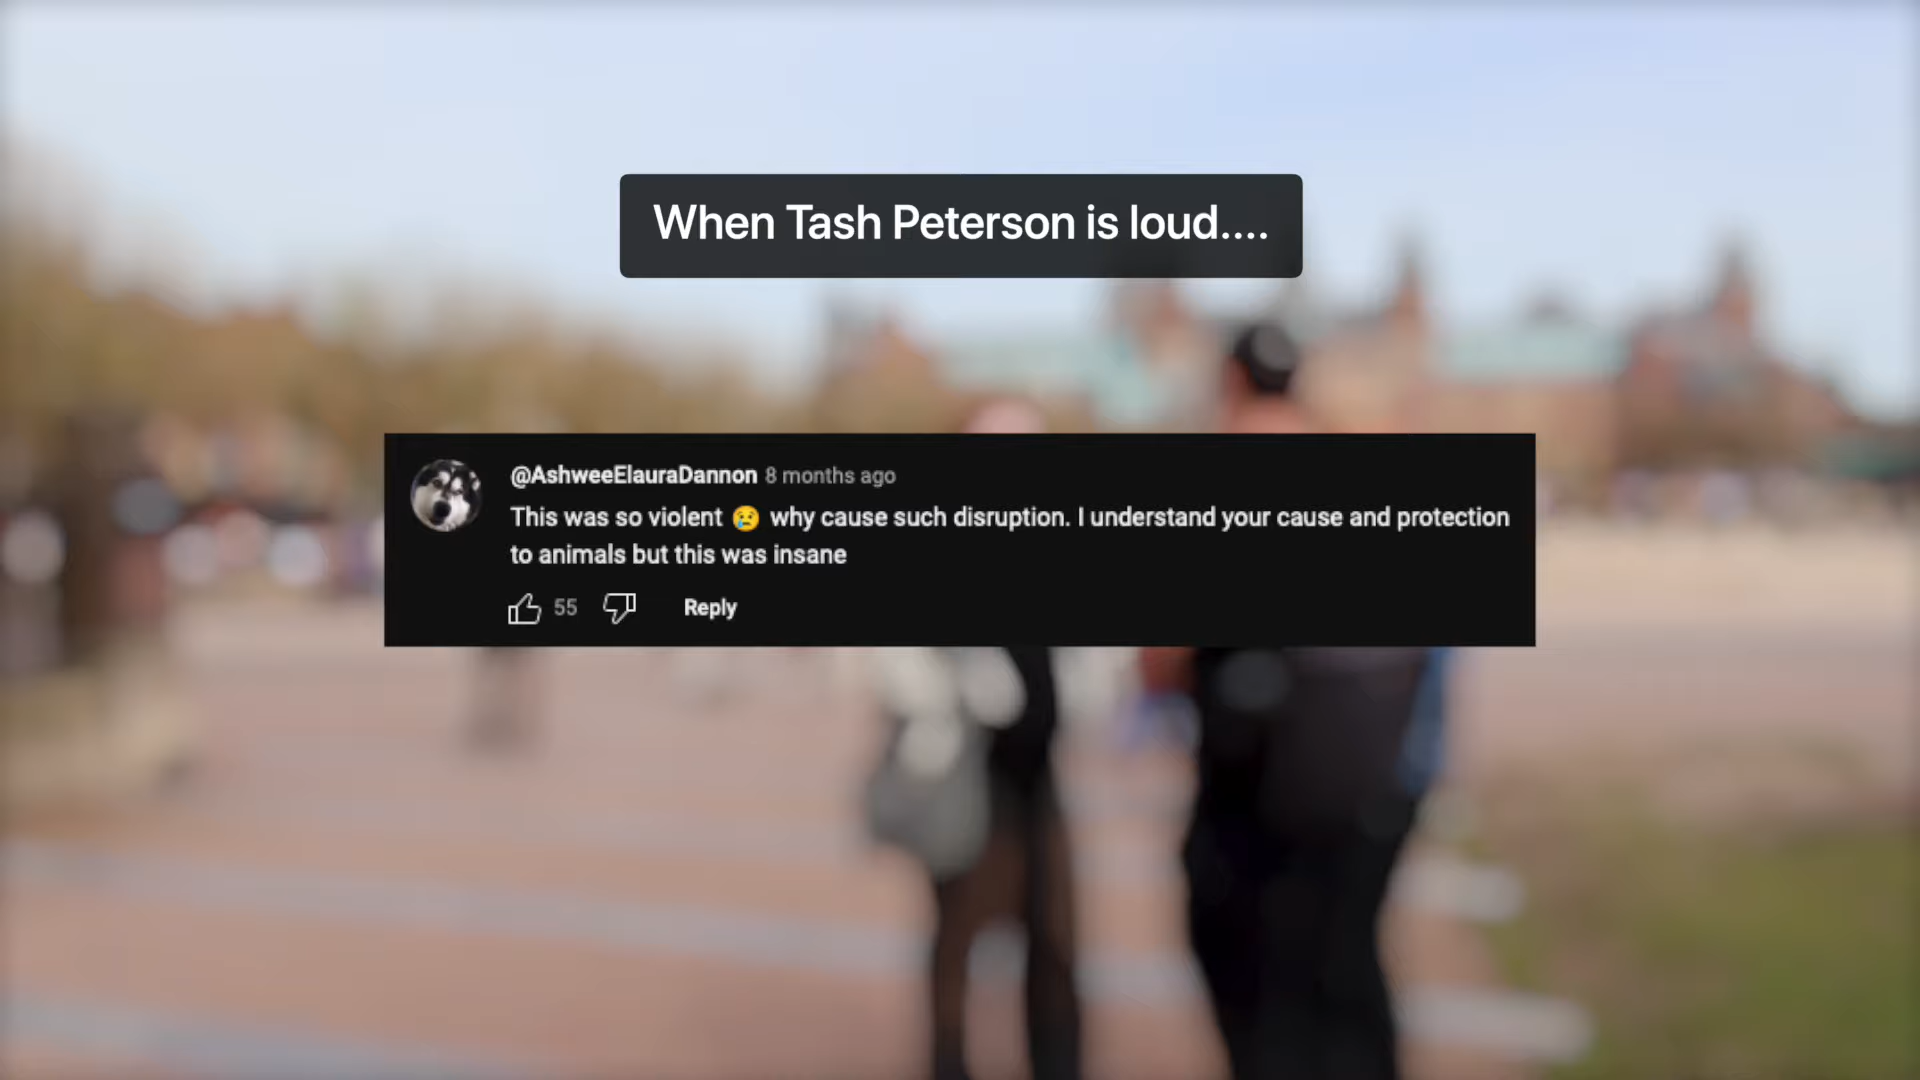 When Tash Peterson is loud....
@AshweeElauraDannon 8 months ago
This was so violent 😢 why cause such disruption. I understand your cause and protection
to animals but this was insane
55 Reply